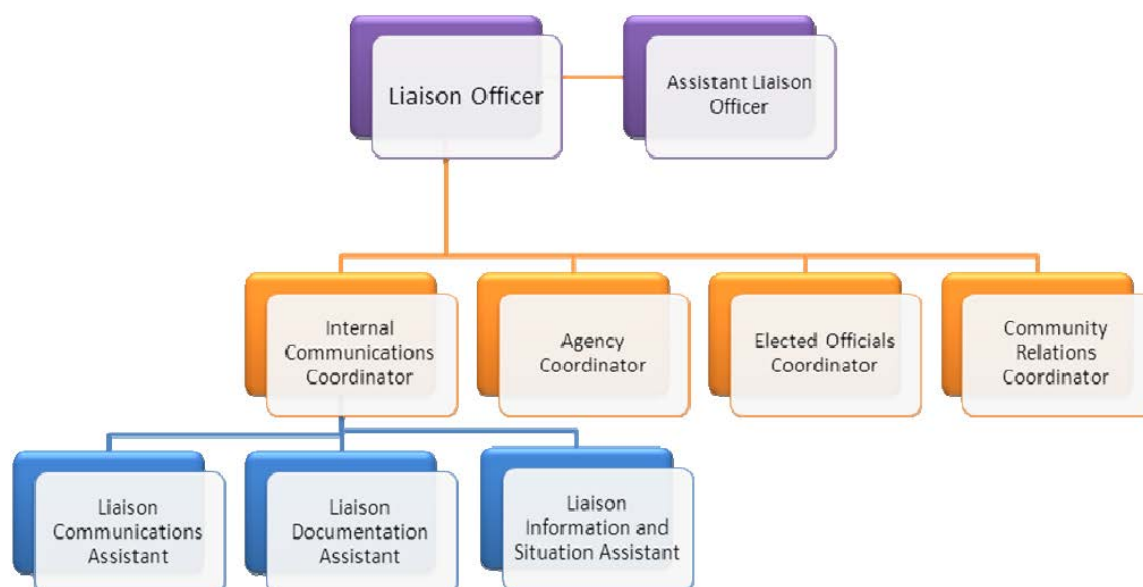 Liaison Officer
Assistant Liaison
Officer
Internal
Communications
Coordinator
Agency
Coordinator
Elected Officials
Coordinator
Community
Relations
Coordinator
Liaison
Communications
Assistant
Liaison
Documentation
Assistant
Liaison
Information and
Situation Assistant